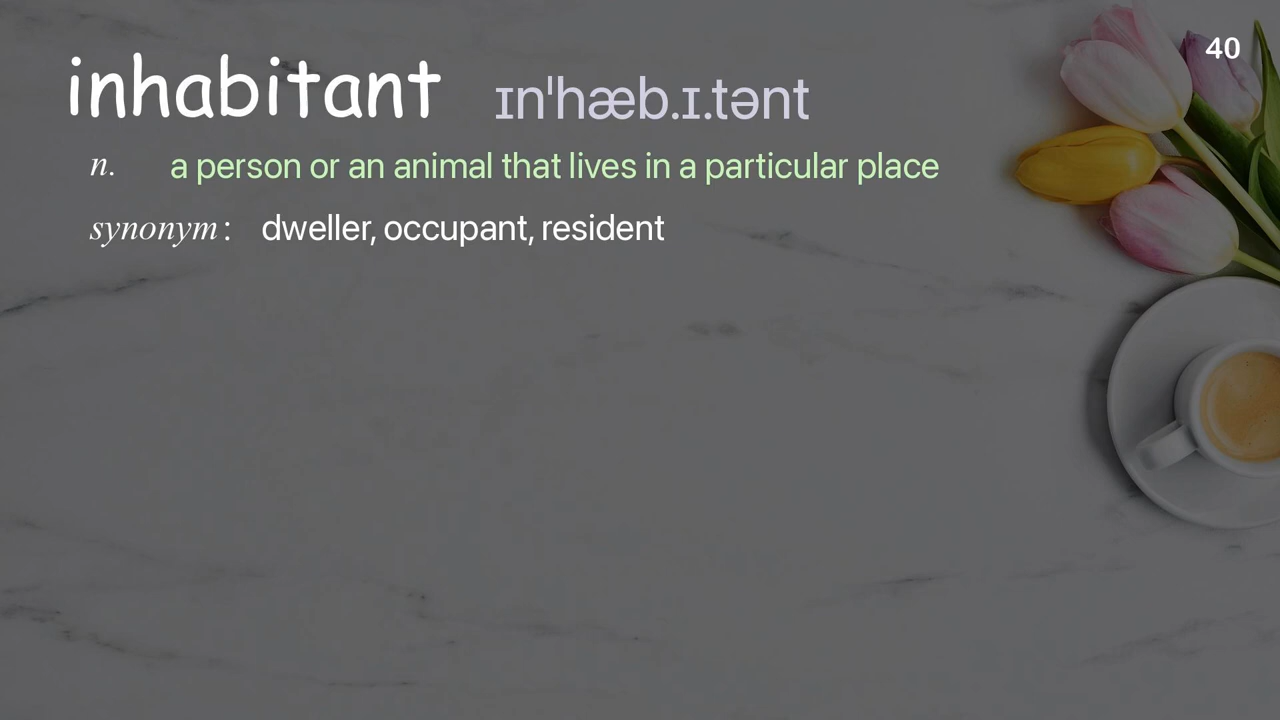 40
inhabitant ɪnˈhæb.ɪ.tənt
n. a person or an animal that lives in a particular place
synonym: dweller, occupant, resident